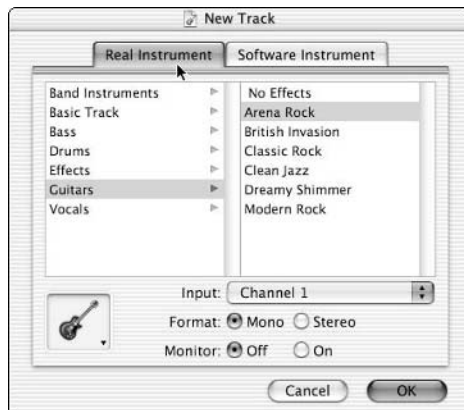 New Track
Real Instrument
Software Instrument
Band Instruments
Basic Track
Bass
Drums
Effects
Guitars
Vocals
No Effects
Arena Rock
British Invasion
Classic Rock
Clean Jazz
Dreamy Shimmer
Modern Rock
Input: Channel 1
Format: Mono Stereo
Monitor: Off On
Cancel OK